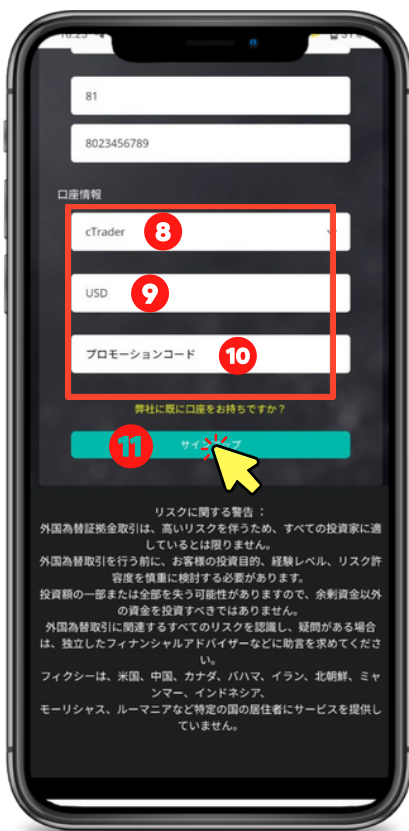 81
8023456789
口座情報
cTrader 8
USD 9
プロモーションコード 10
弊社に既に口座をお持ちですか？
11
リスクに関する警告 ：
外国為替証拠金取引は、高いリスクを伴うため、すべての投資家に適
しているとは限りません。
外国為替取引を行う前に、お客様の投資目的、経験レベル、リスク許
容度を慎重に検討する必要があります。
投資額の一部または全部を失う可能性がありますので、余剰資金以外
の資金を投資すべきではありません。
外国為替取引に関連するすべてのリスクを認識し、疑問がある場合
は、独立したフィナンシャルアドバイザーなどに助言を求めてくださ
い。
フィクシーは、米国、中国、カナダ、バハマ、イラン、北朝鮮、ミャ
ンマー、インドネシア、
モーリシャス、ルーマニアなど特定の国の居住者にサービスを提供し
ていません。